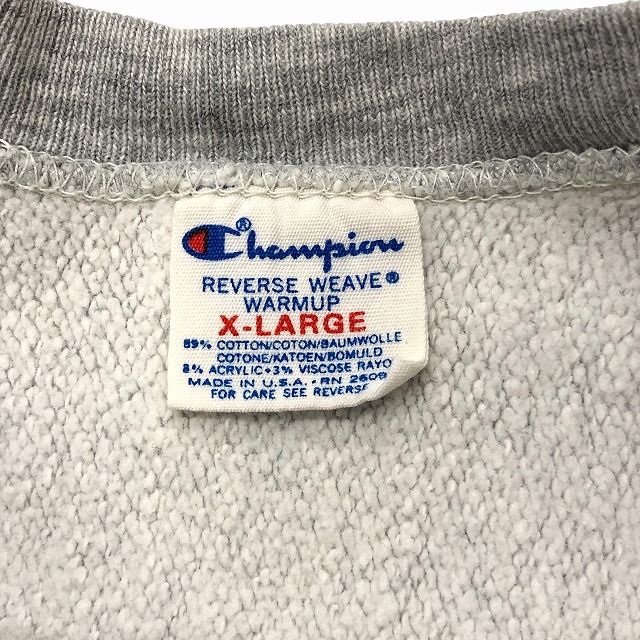 Champion®
REVERSE WEAVE®
WARMUP
X-LARGE
89% COTTON/COTON/BAUMWOLLE
COTONE/KATOEN/BOMULD
8% ACRYLIC • 3% VISCOSE RAYO
MADE IN U.S.A. • RN 2609
FOR CARE SEE REVERSE